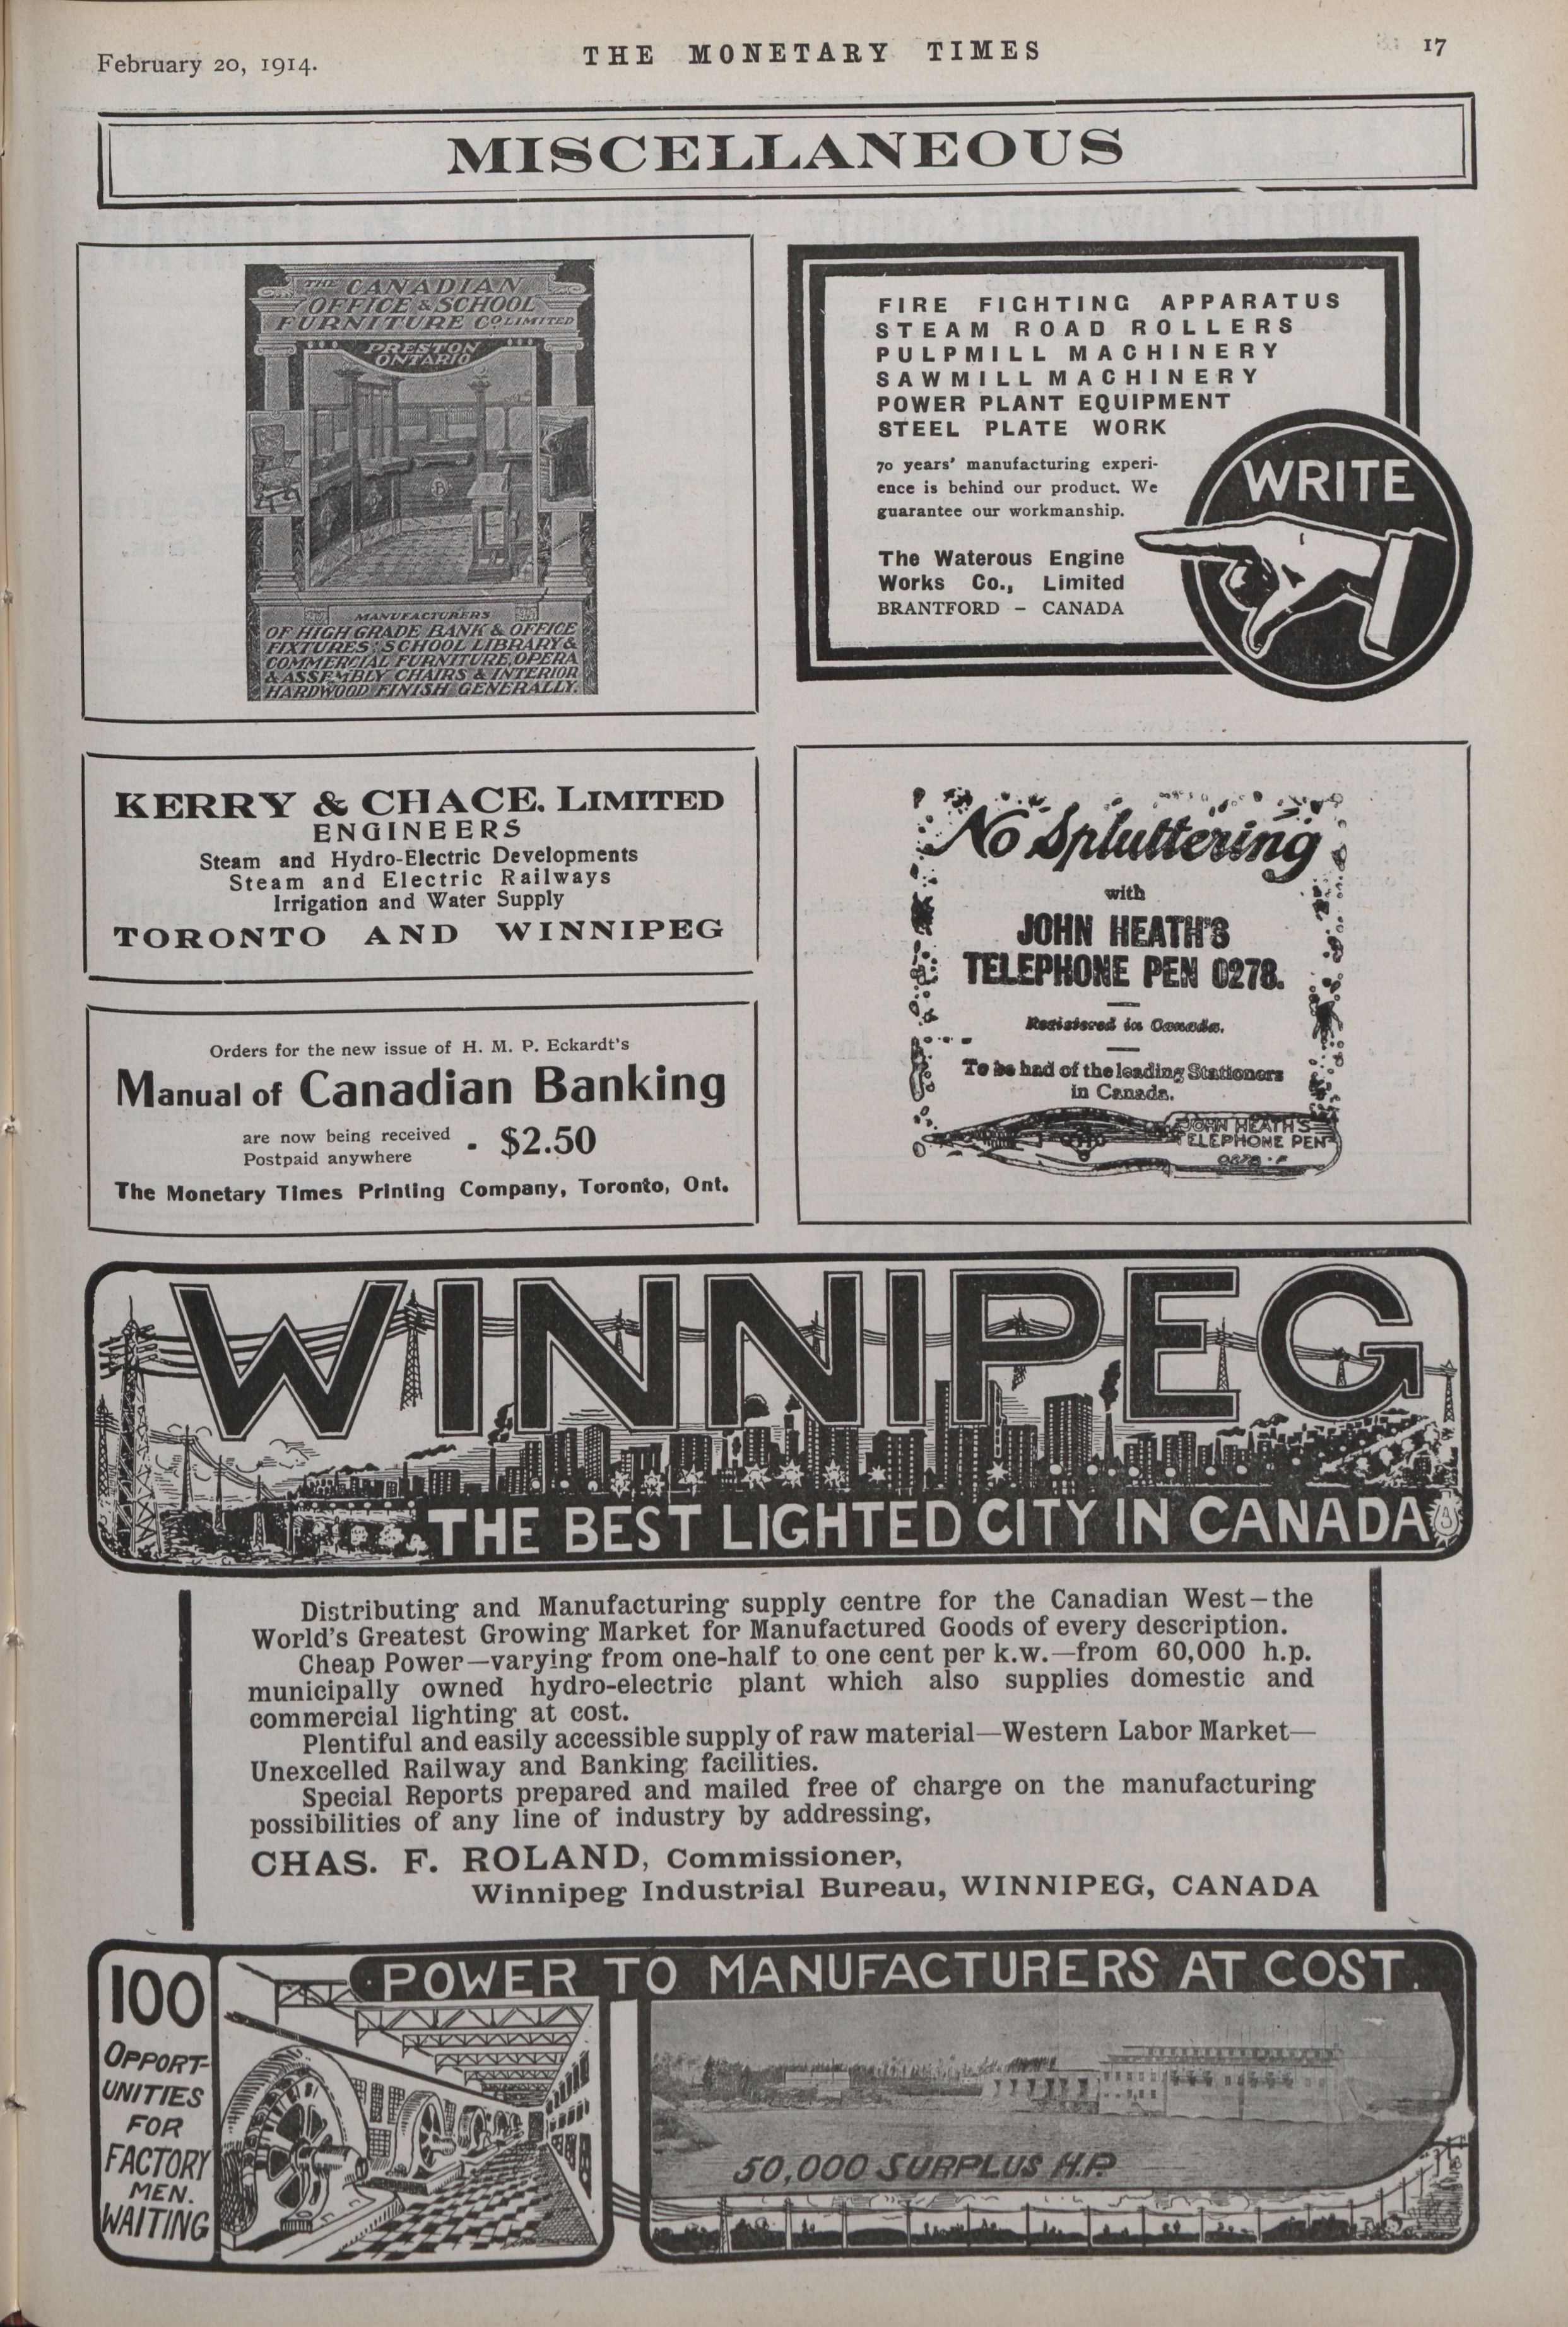 February 20, 1914.
THE MONETARY TIMES
17
MISCELLANEOUS
THE CANADIAN
OFFICE & SCHOOL
FURNITURE CO LIMITED
PRESTON
ONTARIO
MANUFACTURERS
OF HIGH GRADE BANK & OFFICE
FIXTURES, SCHOOL LIBRARY &
COMMERCIAL FURNITURE, OPERA
& ASSEMBLY CHAIRS & INTERIOR
HARDWOOD FINISH GENERALLY.
FIRE FIGHTING APPARATUS
STEAM ROAD ROLLERS
PULPMILL MACHINERY
SAWMILL MACHINERY
POWER PLANT EQUIPMENT
STEEL PLATE WORK
70 years' manufacturing experi-
ence is behind our product. We
guarantee our workmanship.
The Waterous Engine
Works Co., Limited
BRANTFORD - CANADA
WRITE
KERRY & CHACE. LIMITED
ENGINEERS
Steam and Hydro-Electric Developments
Steam and Electric Railways
Irrigation and Water Supply
TORONTO AND WINNIPEG
Orders for the new issue of H. M. P. Eckardt's
Manual of Canadian Banking
are now being received
Postpaid anywhere - $2.50
The Monetary Times Printing Company, Toronto, Ont.
No Spluttering
with
JOHN HEATH'S
TELEPHONE PEN 0278.
Registered in Canada.
To be had of the leading Stationers
in Canada.
JOHN HEATH'S
TELEPHONE PEN
0278 · F
WINNIPEG
THE BEST LIGHTED CITY IN CANADA
Distributing and Manufacturing supply centre for the Canadian West—the
World's Greatest Growing Market for Manufactured Goods of every description.
Cheap Power—varying from one-half to one cent per k.w.—from 60,000 h.p.
municipally owned hydro-electric plant which also supplies domestic and
commercial lighting at cost.
Plentiful and easily accessible supply of raw material—Western Labor Market—
Unexcelled Railway and Banking facilities.
Special Reports prepared and mailed free of charge on the manufacturing
possibilities of any line of industry by addressing,
CHAS. F. ROLAND, Commissioner,
Winnipeg Industrial Bureau, WINNIPEG, CANADA
100
OPPORT-
UNITIES
FOR
FACTORY
MEN.
WAITING
POWER TO MANUFACTURERS AT COST.
50,000 SURPLUS H.P.